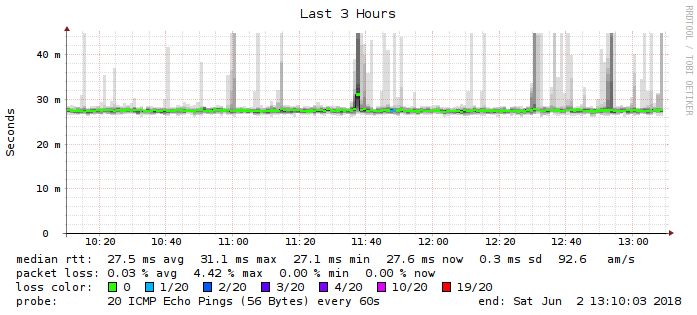 Last 3 Hours
RRDTOOL / TOBI OETIKER
Seconds
40 m
30 m
20 m
10 m
0
10:20 10:40 11:00 11:20 11:40 12:00 12:20 12:40 13:00
median rtt: 27.5 ms avg 31.1 ms max 27.1 ms min 27.6 ms now 0.3 ms sd 92.6 am/s
packet loss: 0.03 % avg 4.42 % max 0.00 % min 0.00 % now
loss color: 0 1/20 2/20 3/20 4/20 10/20 19/20
probe: 20 ICMP Echo Pings (56 Bytes) every 60s end: Sat Jun 2 13:10:03 2018